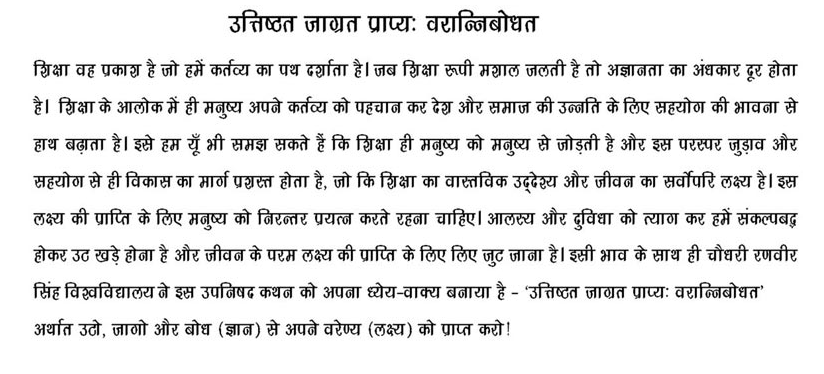 उत्तिष्ठत जाग्रत प्राप्यः वरान्निबोधत
शिक्षा वह प्रकाश है जो हमें कर्तव्य का पथ दर्शाता है। जब शिक्षा रूपी मशाल जलती है तो अज्ञानता का अंधकार दूर होता
है। शिक्षा के आलोक में ही मनुष्य अपने कर्तव्य को पहचान कर देश और समाज की उन्नति के लिए सहयोग की भावना से
हाथ बढ़ाता है। इसे हम यूँ भी समझ सकते हैं कि शिक्षा ही मनुष्य को मनुष्य से जोड़ती है और इस परस्पर जुड़ाव और
सहयोग से ही विकास का मार्ग प्रशस्त होता है, जो कि शिक्षा का वास्तविक उद्देश्य और जीवन का सर्वोपरि लक्ष्य है। इस
लक्ष्य की प्राप्ति के लिए मनुष्य को निरन्तर प्रयत्न करते रहना चाहिए। आलस्य और दुविधा को त्याग कर हमें संकल्पबद्ध
होकर उठ खड़े होना है और जीवन के परम लक्ष्य की प्राप्ति के लिए लिए जुट जाना है। इसी भाव के साथ ही चौधरी रणवीर
सिंह विश्वविद्यालय ने इस उपनिषद कथन को अपना ध्येय-वाक्य बनाया है - ‘उत्तिष्ठत जाग्रत प्राप्यः वरान्निबोधत’
अर्थात उठो, जागो और बोध (ज्ञान) से अपने वरेण्य (लक्ष्य) को प्राप्त करो!